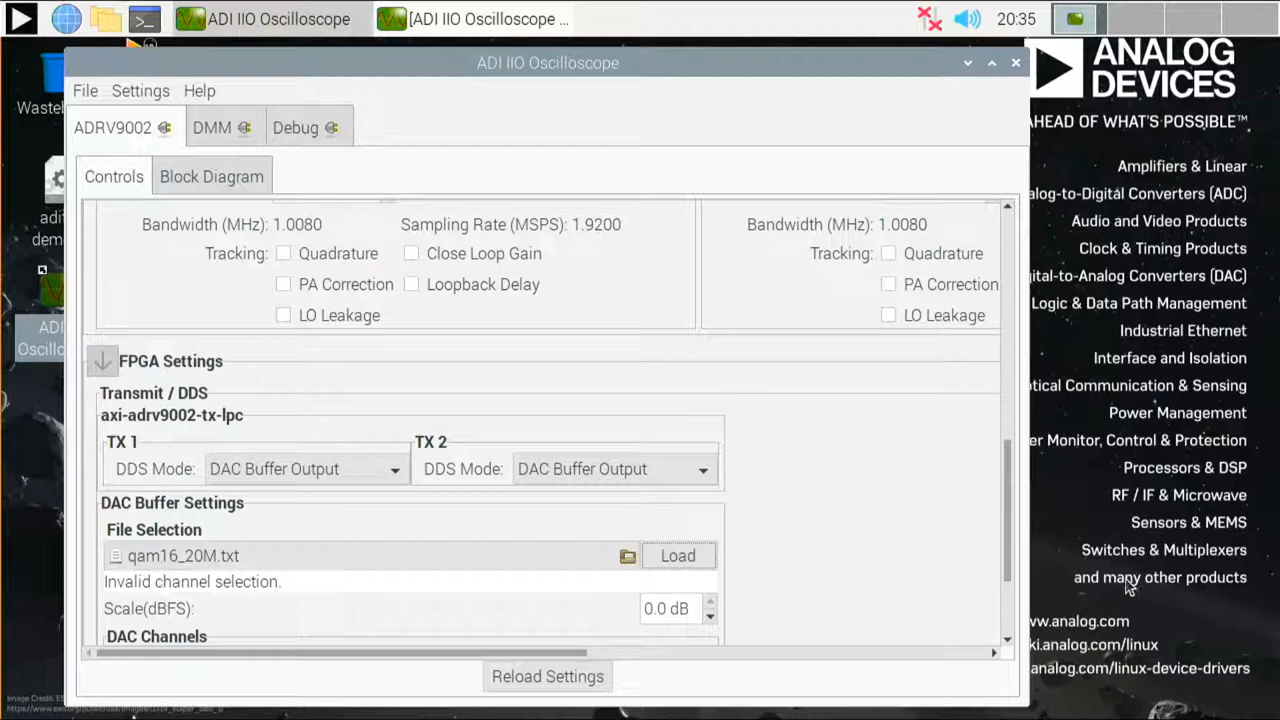 ADI IIO Oscilloscope
[ADI IIO Oscilloscope ...
20:35
ADI IIO Oscilloscope
File Settings Help
ADRV9002 DMM Debug
Controls Block Diagram
Bandwidth (MHz): 1.0080 Sampling Rate (MSPS): 1.9200 Bandwidth (MHz): 1.0080
Tracking: Quadrature Close Loop Gain Tracking: Quadrature
PA Correction Loopback Delay PA Correction
LO Leakage LO Leakage
FPGA Settings
Transmit / DDS
axi-adrv9002-tx-lpc
TX 1 TX 2
DDS Mode: DAC Buffer Output DDS Mode: DAC Buffer Output
DAC Buffer Settings
File Selection
qam16_20M.txt Load
Invalid channel selection.
Scale(dBFS): 0.0 dB
DAC Channels
Reload Settings
Waste
adi
dem
ADI
Oscillo
ANALOG
DEVICES
AHEAD OF WHAT'S POSSIBLE™
Amplifiers & Linear
alog-to-Digital Converters (ADC)
Audio and Video Products
Clock & Timing Products
gital-to-Analog Converters (DAC)
Logic & Data Path Management
Industrial Ethernet
Interface and Isolation
tical Communication & Sensing
Power Management
er Monitor, Control & Protection
Processors & DSP
RF / IF & Microwave
Sensors & MEMS
Switches & Multiplexers
and many other products
ww.analog.com
ki.analog.com/linux
analog.com/linux-device-drivers